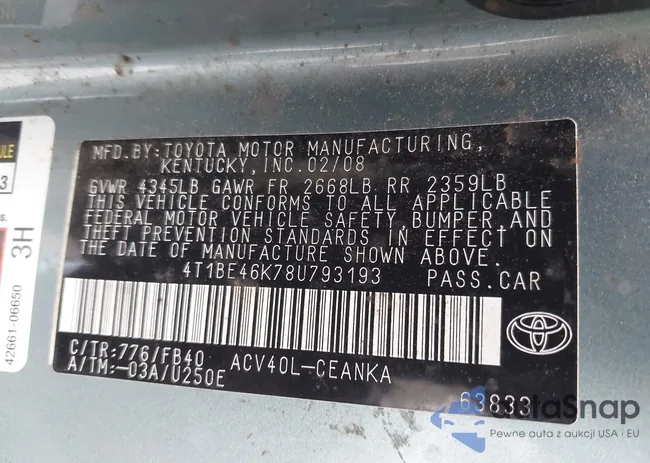 MFD.BY:TOYOTA MOTOR MANUFACTURING,
KENTUCKY,INC.02/08
GVWR 4345LB GAWR FR 2668LB RR 2359LB
THIS VEHICLE CONFORMS TO ALL APPLICABLE
FEDERAL MOTOR VEHICLE SAFETY, BUMPER,AND
THEFT PREVENTION STANDARDS IN EFFECT ON
THE DATE OF MANUFACTURE SHOWN ABOVE.
4T1BE46K78U793193 PASS.CAR
C/TR:776/FB40 ACV40L-CEANKA
A/TM:-03A/U250E
63833
3H
42661-06650
autoSnap
Pewne auta z aukcji USA i EU